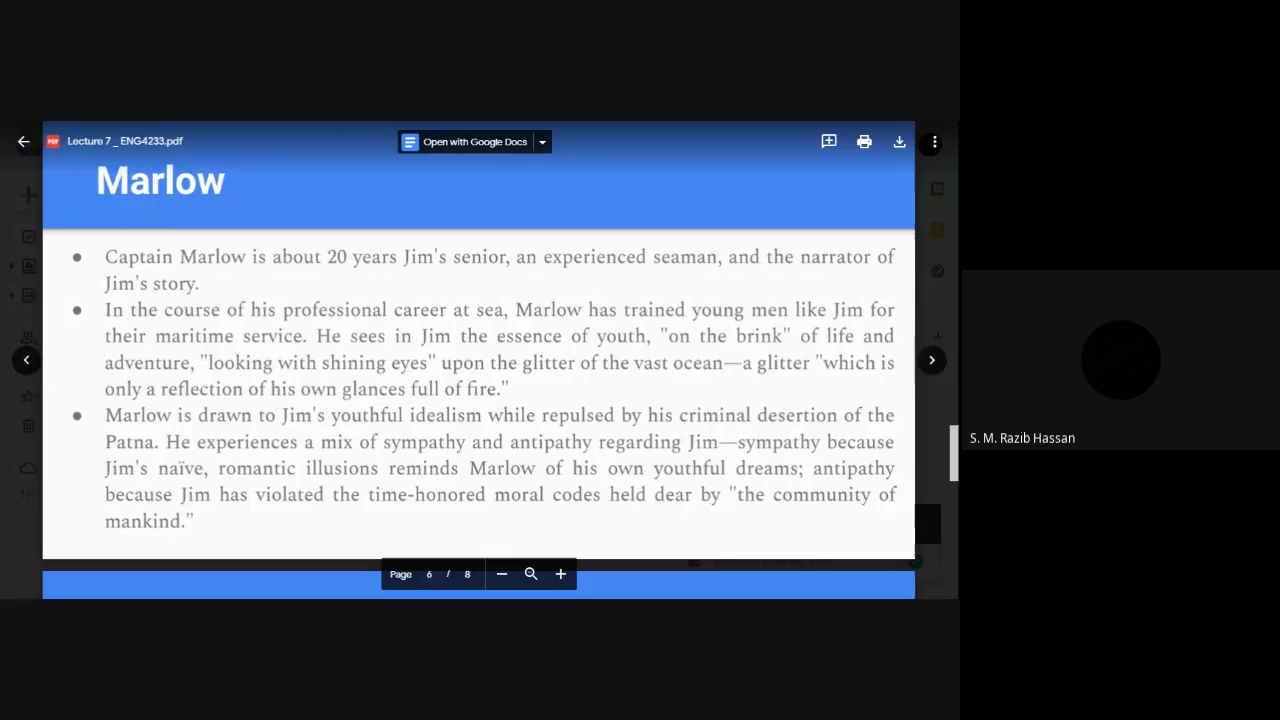 Lecture 7 _ ENG4233.pdf
Open with Google Docs
Marlow
● Captain Marlow is about 20 years Jim's senior, an experienced seaman, and the narrator of
Jim's story.
● In the course of his professional career at sea, Marlow has trained young men like Jim for
their maritime service. He sees in Jim the essence of youth, "on the brink" of life and
adventure, "looking with shining eyes" upon the glitter of the vast ocean—a glitter "which is
only a reflection of his own glances full of fire."
● Marlow is drawn to Jim's youthful idealism while repulsed by his criminal desertion of the
Patna. He experiences a mix of sympathy and antipathy regarding Jim—sympathy because
Jim's naïve, romantic illusions reminds Marlow of his own youthful dreams; antipathy
because Jim has violated the time-honored moral codes held dear by "the community of
mankind."
Page 6 / 8
S. M. Razib Hassan